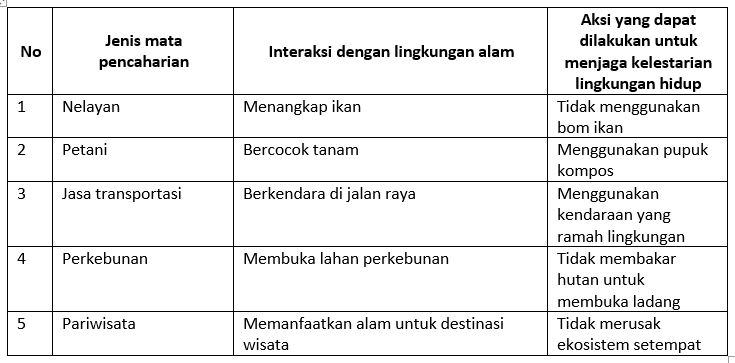 No
Jenis mata
pencaharian
Interaksi dengan lingkungan alam
Aksi yang dapat
dilakukan untuk
menjaga kelestarian
lingkungan hidup
1
Nelayan
Menangkap ikan
Tidak menggunakan
bom ikan
2
Petani
Bercocok tanam
Menggunakan pupuk
kompos
3
Jasa transportasi
Berkendara di jalan raya
Menggunakan
kendaraan yang
ramah lingkungan
4
Perkebunan
Membuka lahan perkebunan
Tidak membakar
hutan untuk
membuka ladang
5
Pariwisata
Memanfaatkan alam untuk destinasi
wisata
Tidak merusak
ekosistem setempat